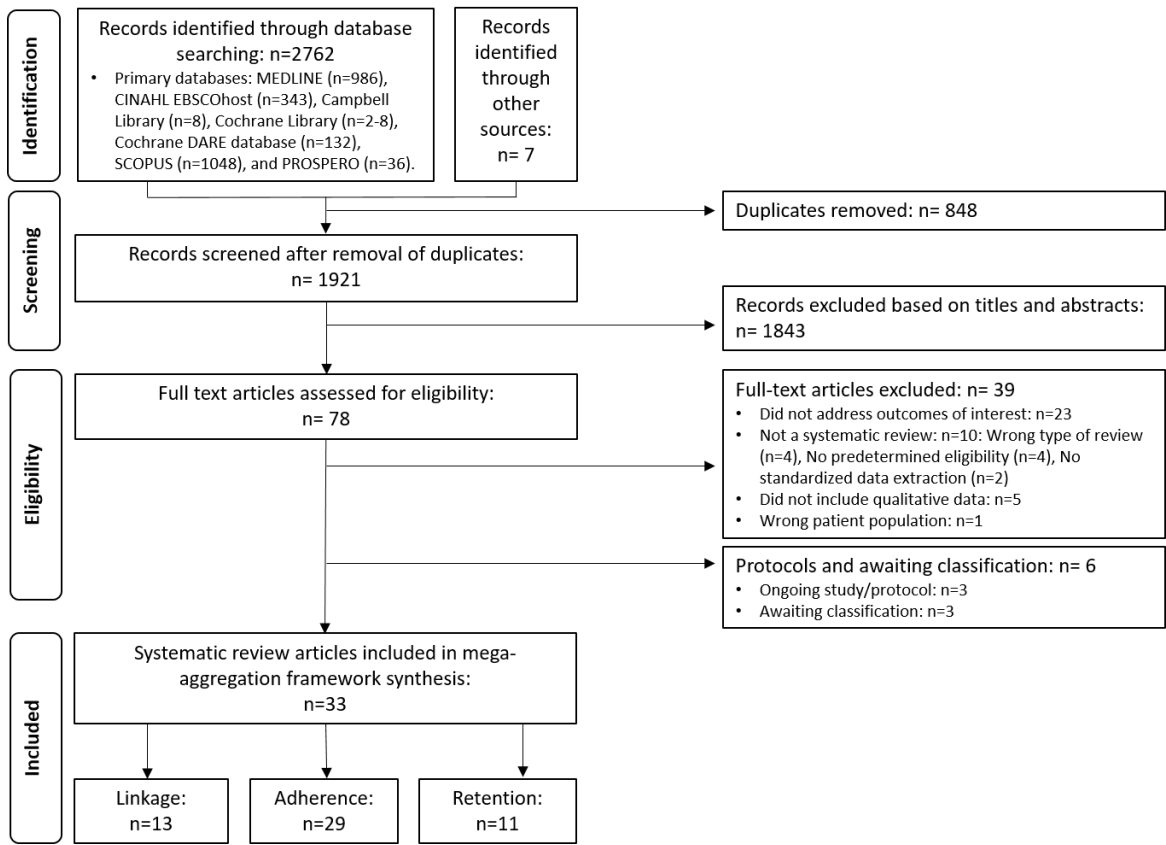 Identification
Records identified through database
searching: n=2762
• Primary databases: MEDLINE (n=986),
CINAHL EBSCOhost (n=343), Campbell
Library (n=8), Cochrane Library (n=2-8),
Cochrane DARE database (n=132),
SCOPUS (n=1048), and PROSPERO (n=36).
Records
identified
through
other
sources:
n= 7
Screening
Duplicates removed: n= 848
Records screened after removal of duplicates:
n= 1921
Records excluded based on titles and abstracts:
n= 1843
Eligibility
Full text articles assessed for eligibility:
n= 78
Full-text articles excluded: n= 39
• Did not address outcomes of interest: n=23
• Not a systematic review: n=10: Wrong type of review
(n=4), No predetermined eligibility (n=4), No
standardized data extraction (n=2)
• Did not include qualitative data: n=5
• Wrong patient population: n=1
Protocols and awaiting classification: n= 6
• Ongoing study/protocol: n=3
• Awaiting classification: n=3
Included
Systematic review articles included in mega-
aggregation framework synthesis:
n=33
Linkage:
n=13
Adherence:
n=29
Retention:
n=11